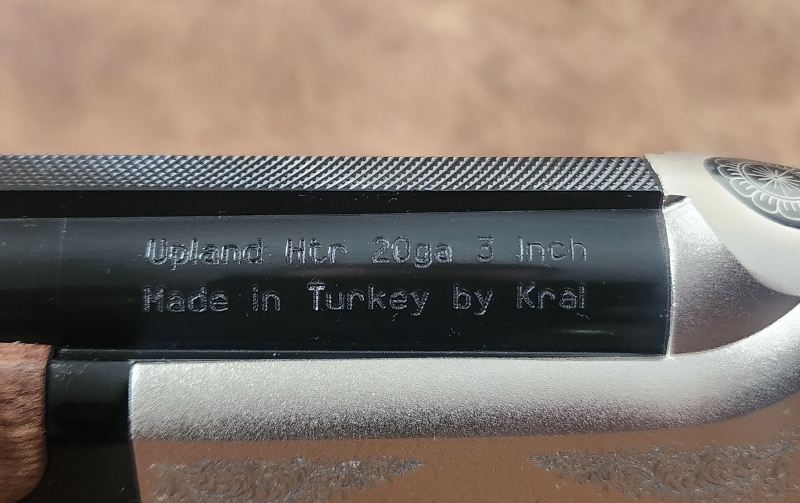 Upland Htr 20ga 3 Inch
Made in Turkey by Kral